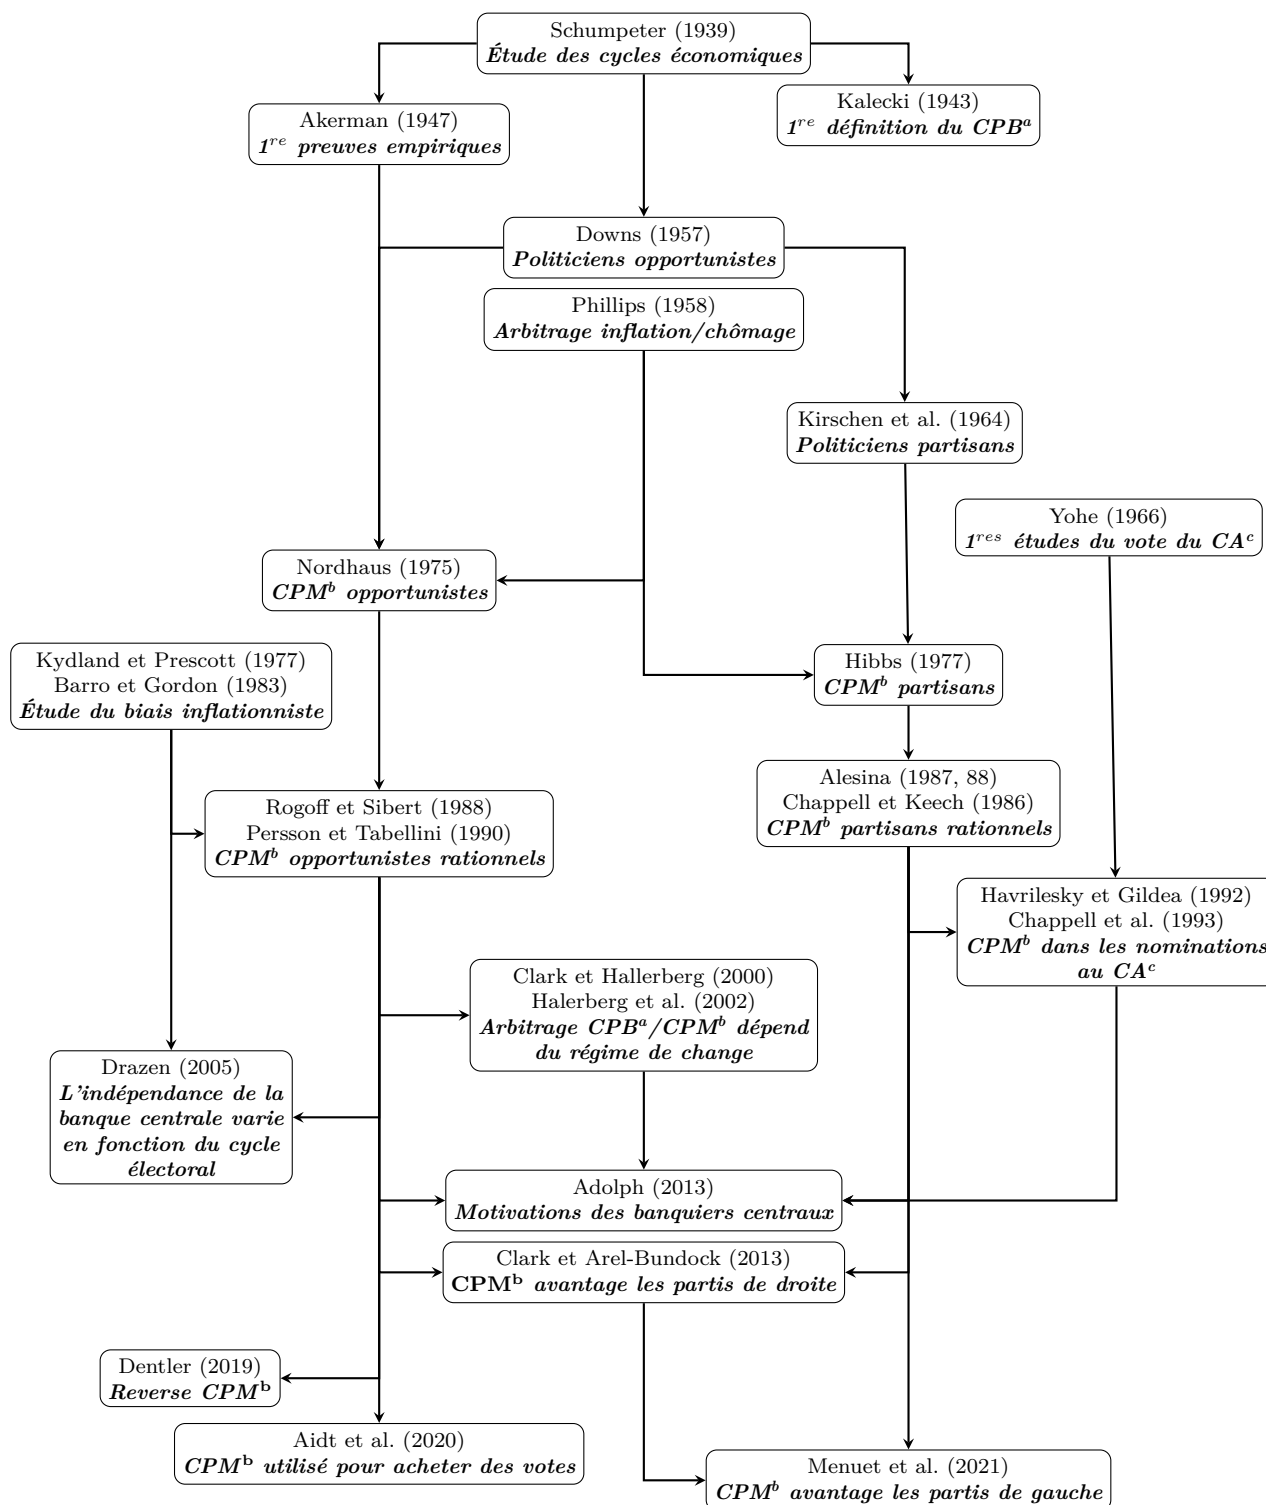 Schumpeter (1939)
Étude des cycles économiques
Kalecki (1943)
1re définition du CPBa
Akerman (1947)
1re preuves empiriques
Downs (1957)
Politiciens opportunistes
Phillips (1958)
Arbitrage inflation/chômage
Kirschen et al. (1964)
Politiciens partisans
Yohe (1966)
1res études du vote du CAc
Nordhaus (1975)
CPMb opportunistes
Kydland et Prescott (1977)
Barro et Gordon (1983)
Étude du biais inflationniste
Hibbs (1977)
CPMb partisans
Alesina (1987, 88)
Chappell et Keech (1986)
CPMb partisans rationnels
Rogoff et Sibert (1988)
Persson et Tabellini (1990)
CPMb opportunistes rationnels
Havrilesky et Gildea (1992)
Chappell et al. (1993)
CPMb dans les nominations
au CAc
Clark et Hallerberg (2000)
Halerberg et al. (2002)
Arbitrage CPBa/CPMb dépend
du régime de change
Drazen (2005)
L'indépendance de la
banque centrale varie
en fonction du cycle
électoral
Adolph (2013)
Motivations des banquiers centraux
Clark et Arel-Bundock (2013)
CPMb avantage les partis de droite
Dentler (2019)
Reverse CPMb
Aidt et al. (2020)
CPMb utilisé pour acheter des votes
Menuet et al. (2021)
CPMb avantage les partis de gauche